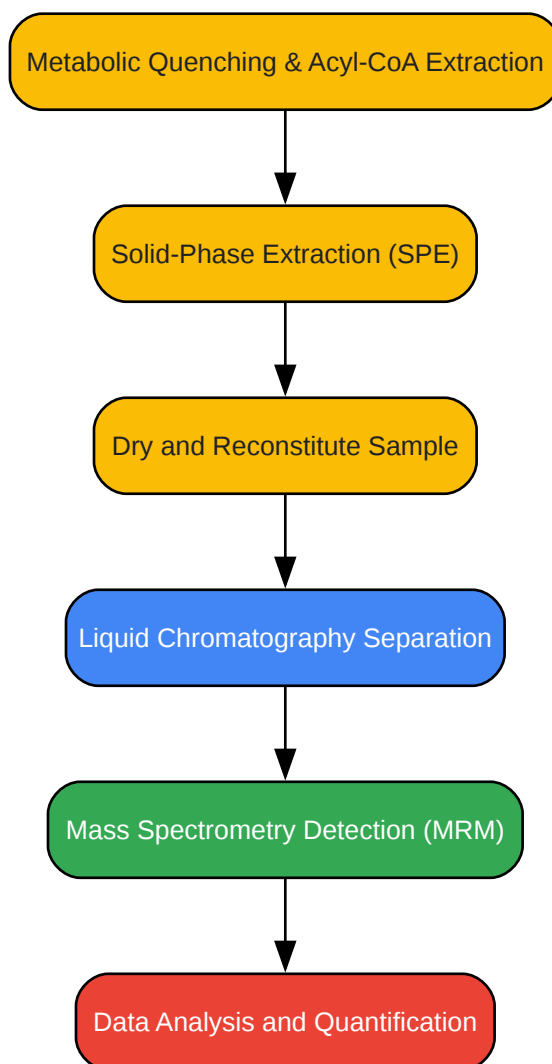 Metabolic Quenching & Acyl-CoA Extraction
Solid-Phase Extraction (SPE)
Dry and Reconstitute Sample
Liquid Chromatography Separation
Mass Spectrometry Detection (MRM)
Data Analysis and Quantification